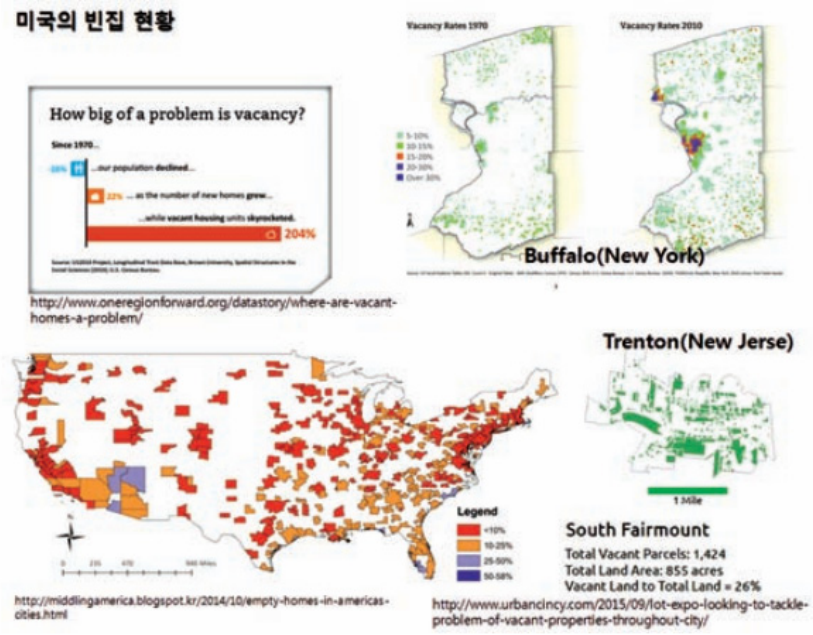 미국의 빈집 현황
How big of a problem is vacancy?
Since 1970...
...our population declined...
22% ... as the number of new homes grew...
...while vacant housing units skyrocketed.
204%
http://www.oneregionforward.org/datastory/where-are-vacant-
homes-a-problem/
Vacancy Rates 1970
Vacancy Rates 2010
5-10%
10-15%
15-20%
20-30%
Over 30%
Buffalo(New York)
Trenton(New Jerse)
1 Mile
South Fairmount
Total Vacant Parcels: 1,424
Total Land Area: 855 acres
Vacant Land to Total Land = 26%
http://www.urbancincy.com/2015/09/lot-expo-looking-to-tackle-
problem-of-vacant-properties-throughout-city/
Legend
<10%
10-25%
25-50%
50-58%
N
0
Miles
http://middlingamerica.blogspot.kr/2014/10/empty-homes-in-americas-
cities.html